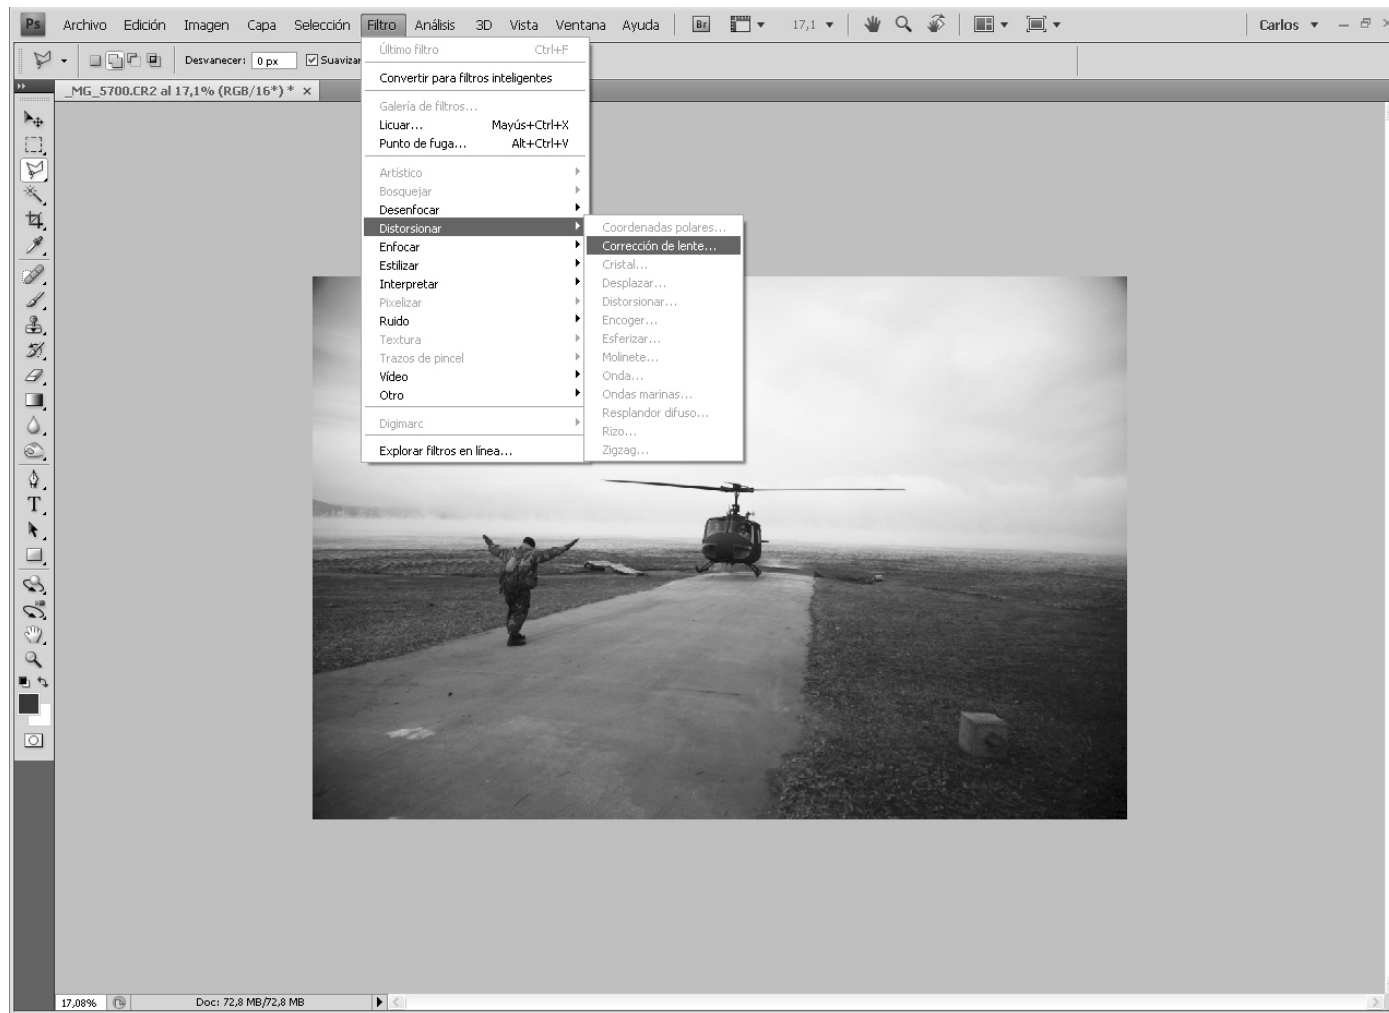 Ps Archivo Edición Imagen Capa Selección Filtro Análisis 3D Vista Ventana Ayuda Br 17,1 Carlos
Desvanecer: 0 px Suavizar
_MG_5700.CR2 al 17,1% (RGB/16*) *
Último filtro Ctrl+F
Convertir para filtros inteligentes
Galería de filtros...
Licuar... Mayús+Ctrl+X
Punto de fuga... Alt+Ctrl+V
Artístico
Bosquejar
Desenfocar
Distorsionar
Enfocar
Estilizar
Interpretar
Pixelizar
Ruido
Textura
Trazos de pincel
Vídeo
Otro
Digimarc
Explorar filtros en línea...
Coordenadas polares...
Corrección de lente...
Cristal...
Desplazar...
Distorsionar...
Encoger...
Esferizar...
Molinete...
Onda...
Ondas marinas...
Resplandor difuso...
Rizo...
Zigzag...
T
17,08% Doc: 72,8 MB/72,8 MB